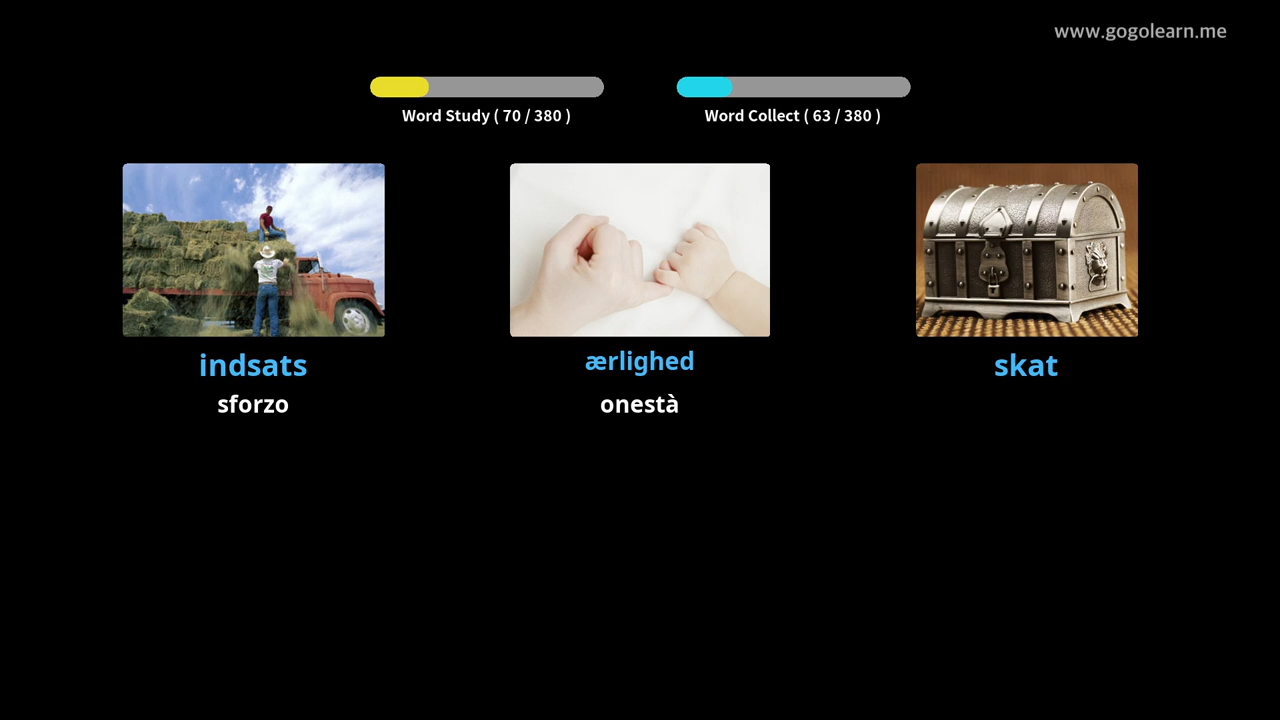 www.gogolearn.me
Word Study ( 70 / 380 )
Word Collect ( 63 / 380 )
indsats
sforzo
ærlighed
onestà
skat